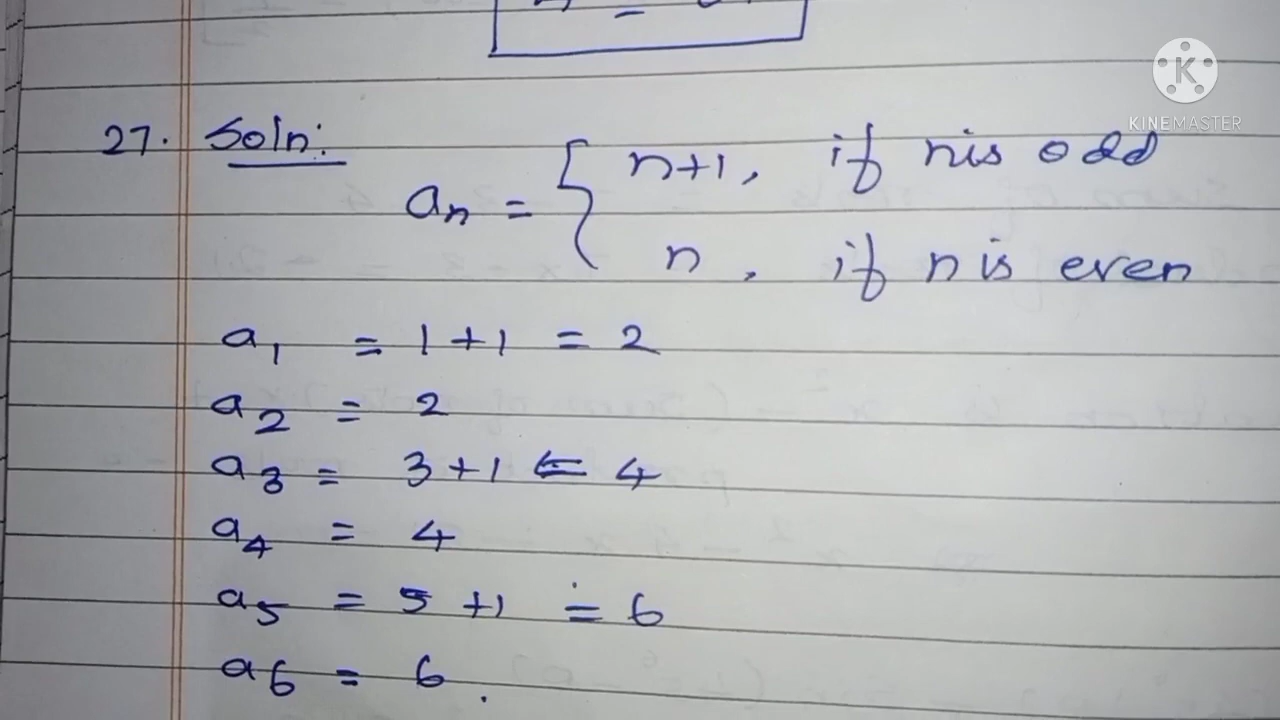 K
KINEMASTER
27. Soln:
aₙ = { n+1, if n is odd
n, if n is even
a₁ = 1+1 = 2
a₂ = 2
a₃ = 3+1 = 4
a₄ = 4
a₅ = 5+1 = 6
a₆ = 6.